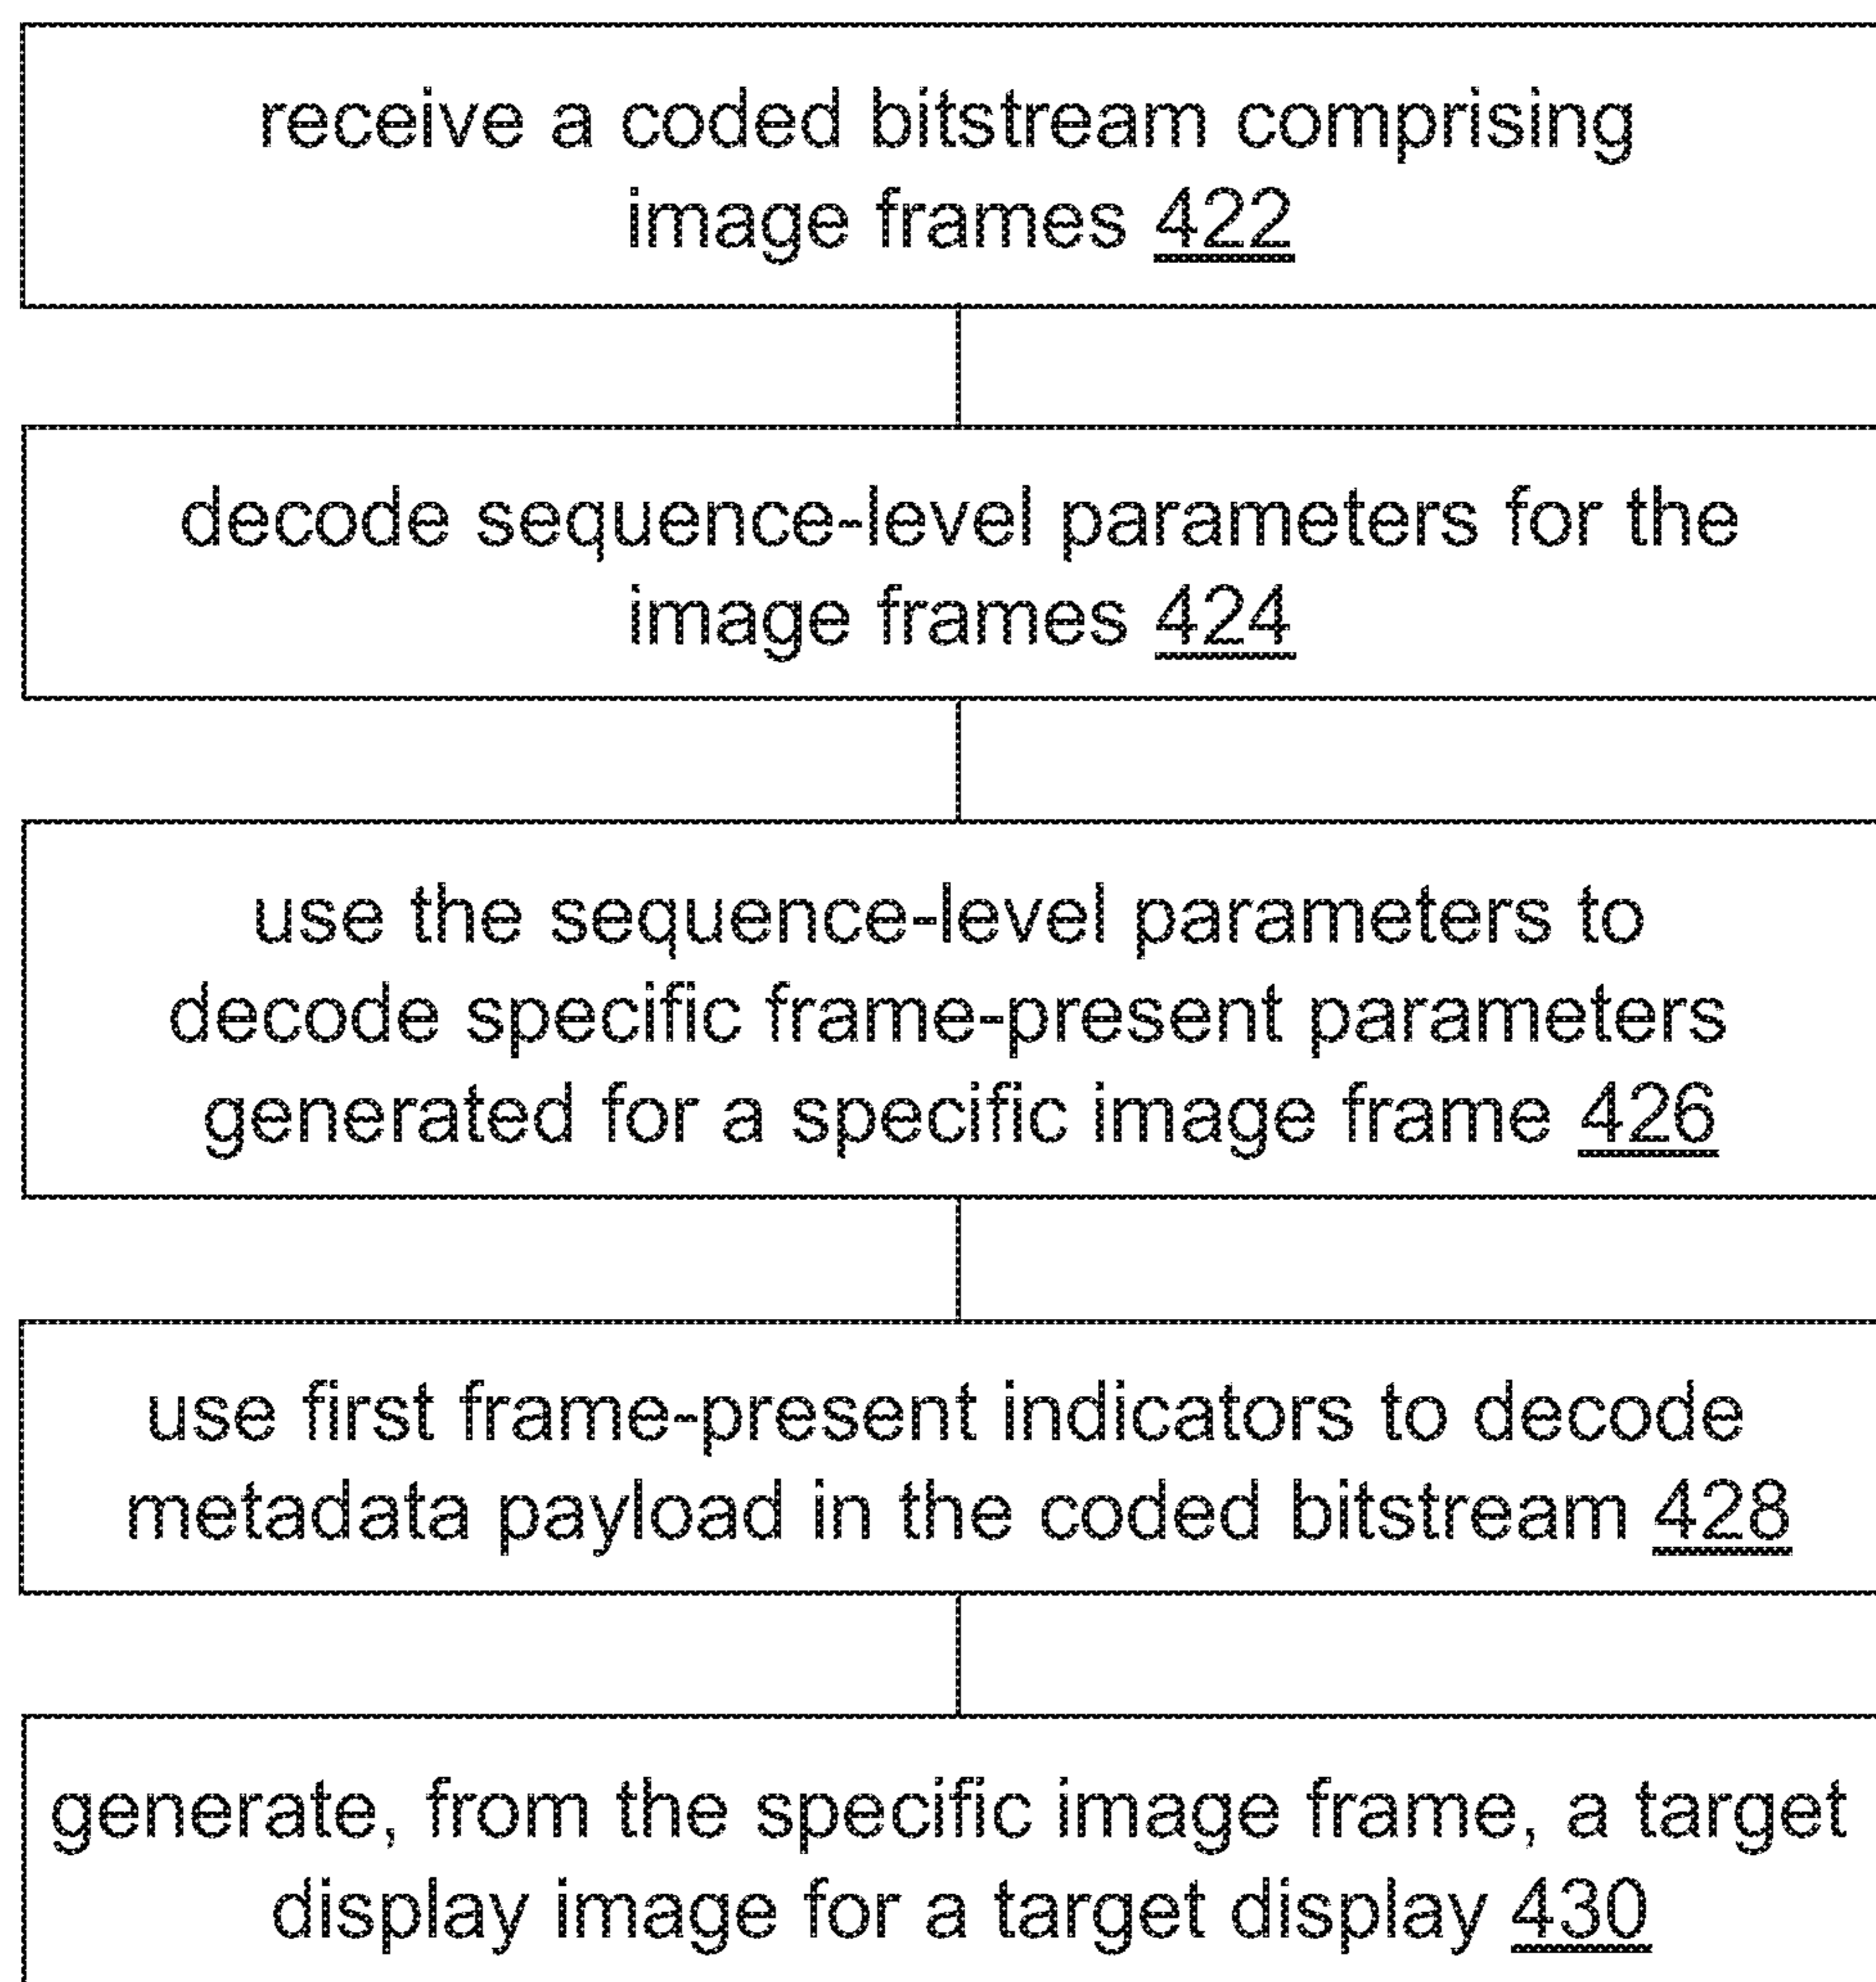 receive a coded bitstream comprising
image frames 422
decode sequence-level parameters for the
image frames 424
use the sequence-level parameters to
decode specific frame-present parameters
generated for a specific image frame 426
use first frame-present indicators to decode
metadata payload in the coded bitstream 428
generate, from the specific image frame, a target
display image for a target display 430